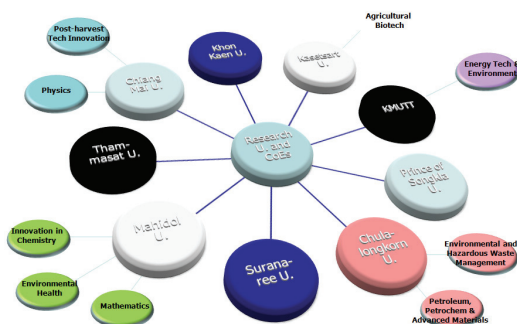 Post-harvest
Tech Innovation
Physics
Chiang
Mai U.
Khon
Kaen U.
Kasetsart
U.
Agricultural
Biotech
KMUTT
Energy Tech &
Environment
Tham-
masat U.
Research
U. and
CoEs
Prince of
Songkla
U.
Mahidol
U.
Innovation in
Chemistry
Environmental
Health
Mathematics
Surana-
ree U.
Chula-
longkorn
U.
Environmental and
Hazardous Waste
Management
Petroleum,
Petrochem &
Advanced Materials